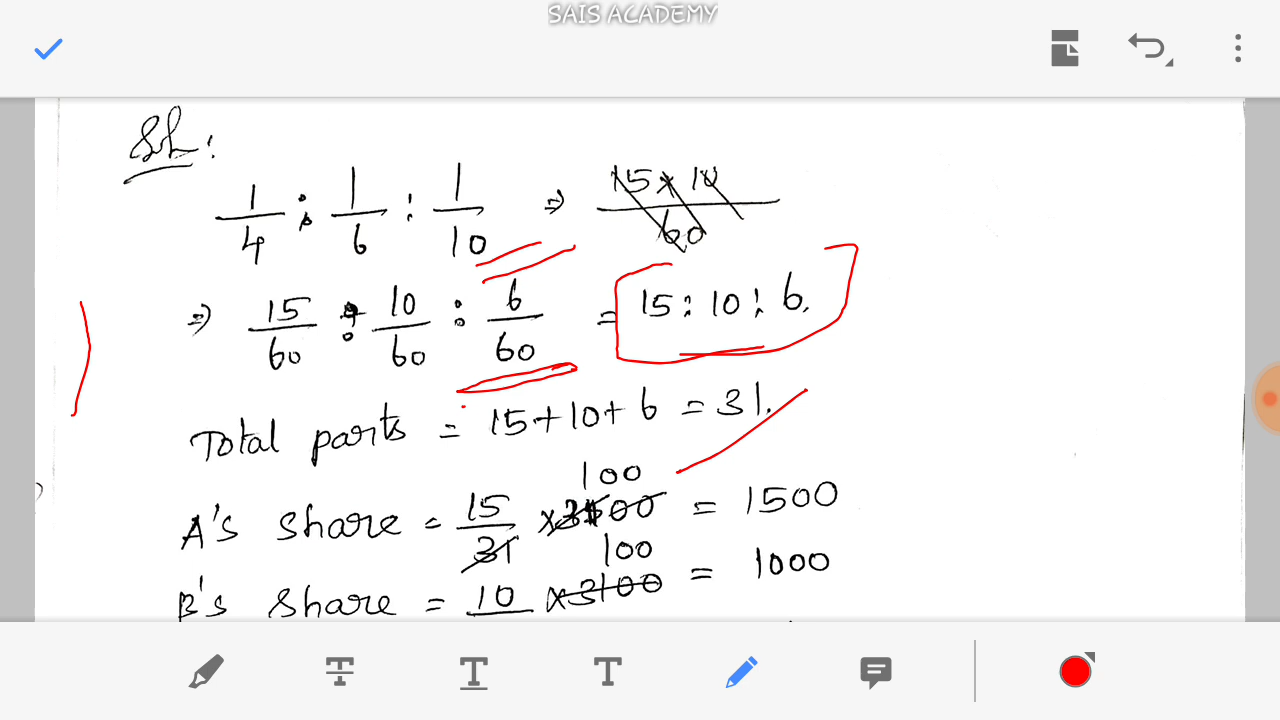 SAIS ACADEMY
Sol:
1/4 : 1/6 : 1/10 ⇒ 15×10/60
⇒ 15/60 : 10/60 : 6/60 = 15 : 10 : 6.
Total parts = 15+10+6 = 31.
100
A's share = 15/31 ×3100 = 1500
100
B's share = 10 ×3100 = 1000
T T T